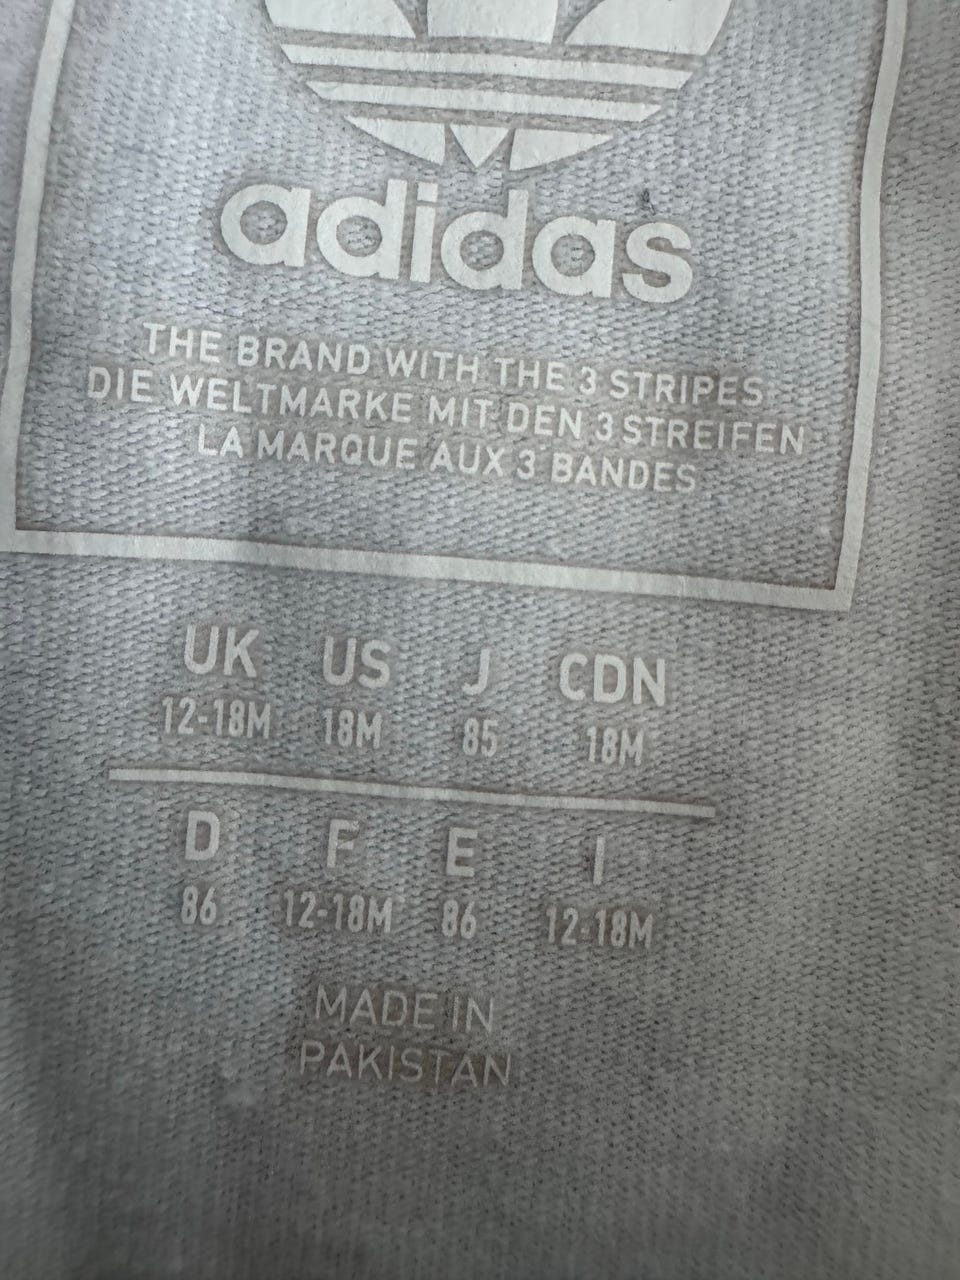 adidas
THE BRAND WITH THE 3 STRIPES
DIE WELTMARKE MIT DEN 3 STREIFEN
LA MARQUE AUX 3 BANDES
UK US J CDN
12-18M 18M 85 18M
D F E I
86 12-18M 86 12-18M
MADE IN
PAKISTAN